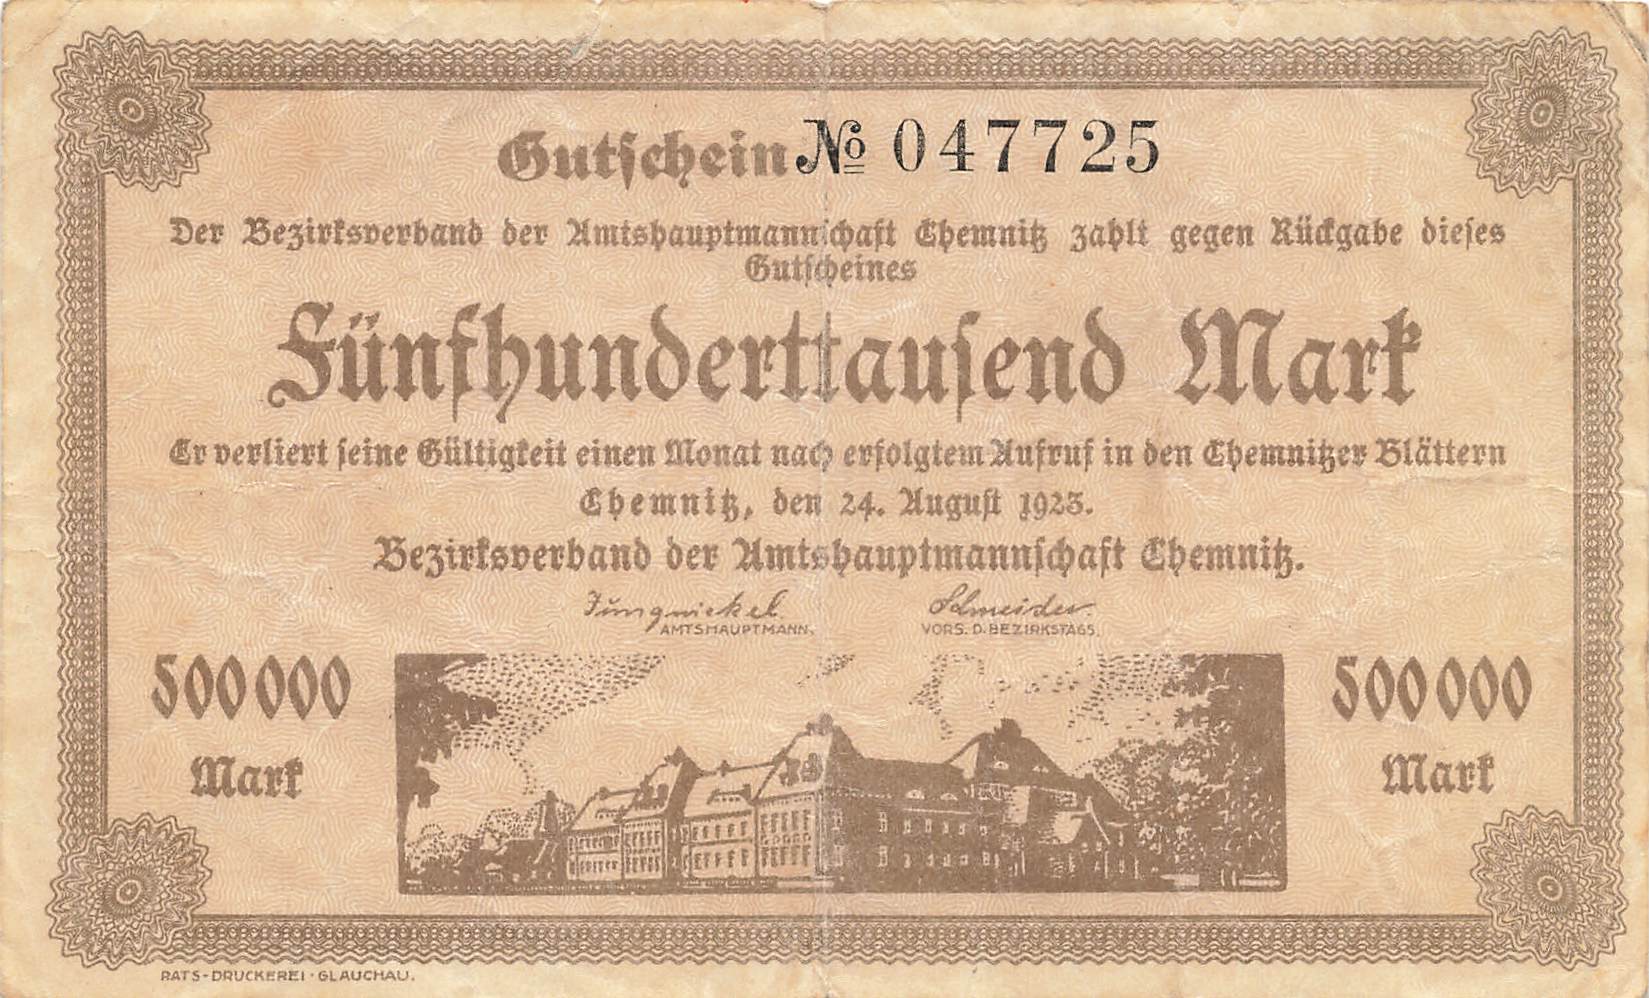 Gutschein № 047725
Der Bezirksverband der Amtshauptmannschaft Chemnitz zahlt gegen Rückgabe dieses
Gutscheines
Fünfhunderttausend Mark
Er verliert seine Gültigkeit einen Monat nach erfolgtem Aufruf in den Chemnitzer Blättern
Chemnitz, den 24. August 1923.
Bezirksverband der Amtshauptmannschaft Chemnitz.
Jungnickel. Schneider.
AMTSHAUPTMANN. VORS. D. BEZIRKSTAGS.
500000 500000
Mark Mark
RATS-DRUCKEREI · GLAUCHAU.